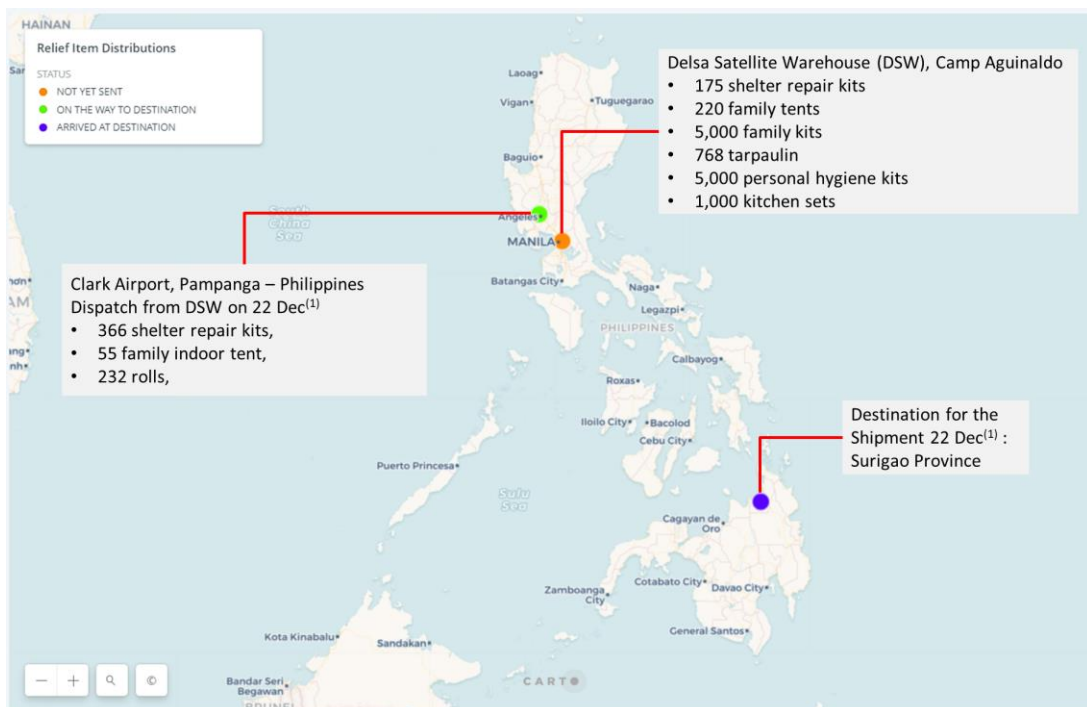 HAINAN
Relief Item Distributions
STATUS
NOT YET SENT
ON THE WAY TO DESTINATION
ARRIVED AT DESTINATION
Delsa Satellite Warehouse (DSW), Camp Aguinaldo
• 175 shelter repair kits
• 220 family tents
• 5,000 family kits
• 768 tarpaulin
• 5,000 personal hygiene kits
• 1,000 kitchen sets
Laoag
Vigan
Tuguegarao
Baguio
South
China
Sea
Angeles
MANILA
Batangas City
Naga
Legazpi
PHILIPPINES
Calbayog
Clark Airport, Pampanga – Philippines
Dispatch from DSW on 22 Dec(1)
• 366 shelter repair kits,
• 55 family indoor tent,
• 232 rolls,
Roxas
Iloilo City
Bacolod
Cebu City
Destination for the
Shipment 22 Dec(1) :
Surigao Province
Puerto Princesa
Sulu
Sea
Cagayan de
Oro
Zamboanga
City
Cotabato City
Davao City
General Santos
Kota Kinabalu
Sandakan
Bandar Seri
Begawan
BRUNEI
CARTO
− + ©